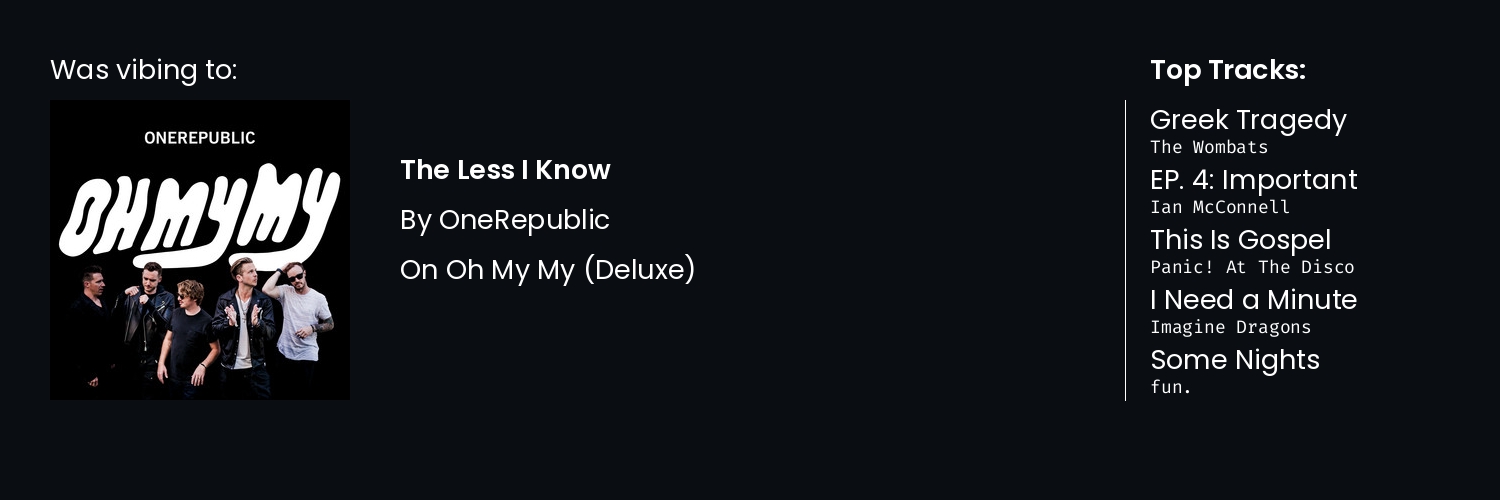 Was vibing to:
ONEREPUBLIC
OH MY MY
The Less I Know
By OneRepublic
On Oh My My (Deluxe)
Top Tracks:
Greek Tragedy
The Wombats
EP. 4: Important
Ian McConnell
This Is Gospel
Panic! At The Disco
I Need a Minute
Imagine Dragons
Some Nights
fun.